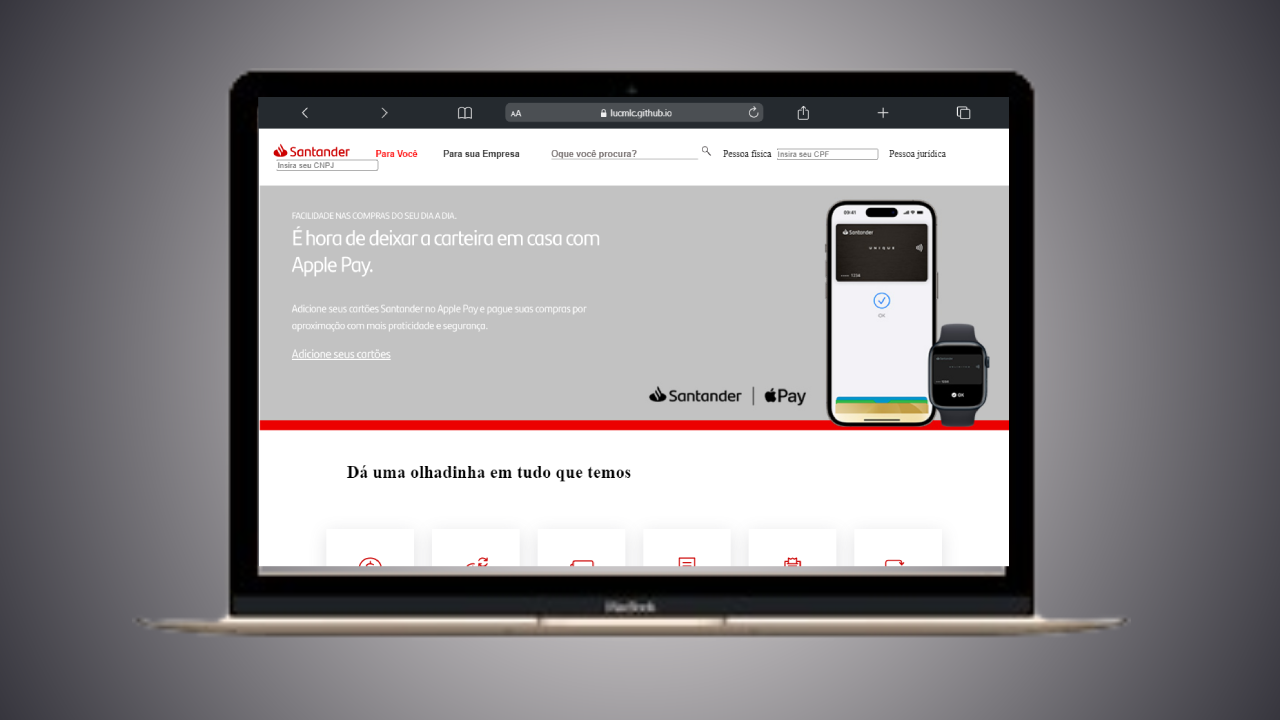 AA
lucmlc.github.io
Santander
Para Você
Para sua Empresa
Oque você procura?
Pessoa física
Insira seu CPF
Pessoa jurídica
Insira seu CNPJ
FACILIDADE NAS COMPRAS DO SEU DIA A DIA.
É hora de deixar a carteira em casa com
Apple Pay.
Adicione seus cartões Santander no Apple Pay e pague suas compras por
aproximação com mais praticidade e segurança.
Adicione seus cartões
Santander | Pay
09:41
Santander
UNIQUE
1234
OK
OK
Dá uma olhadinha em tudo que temos
MacBook